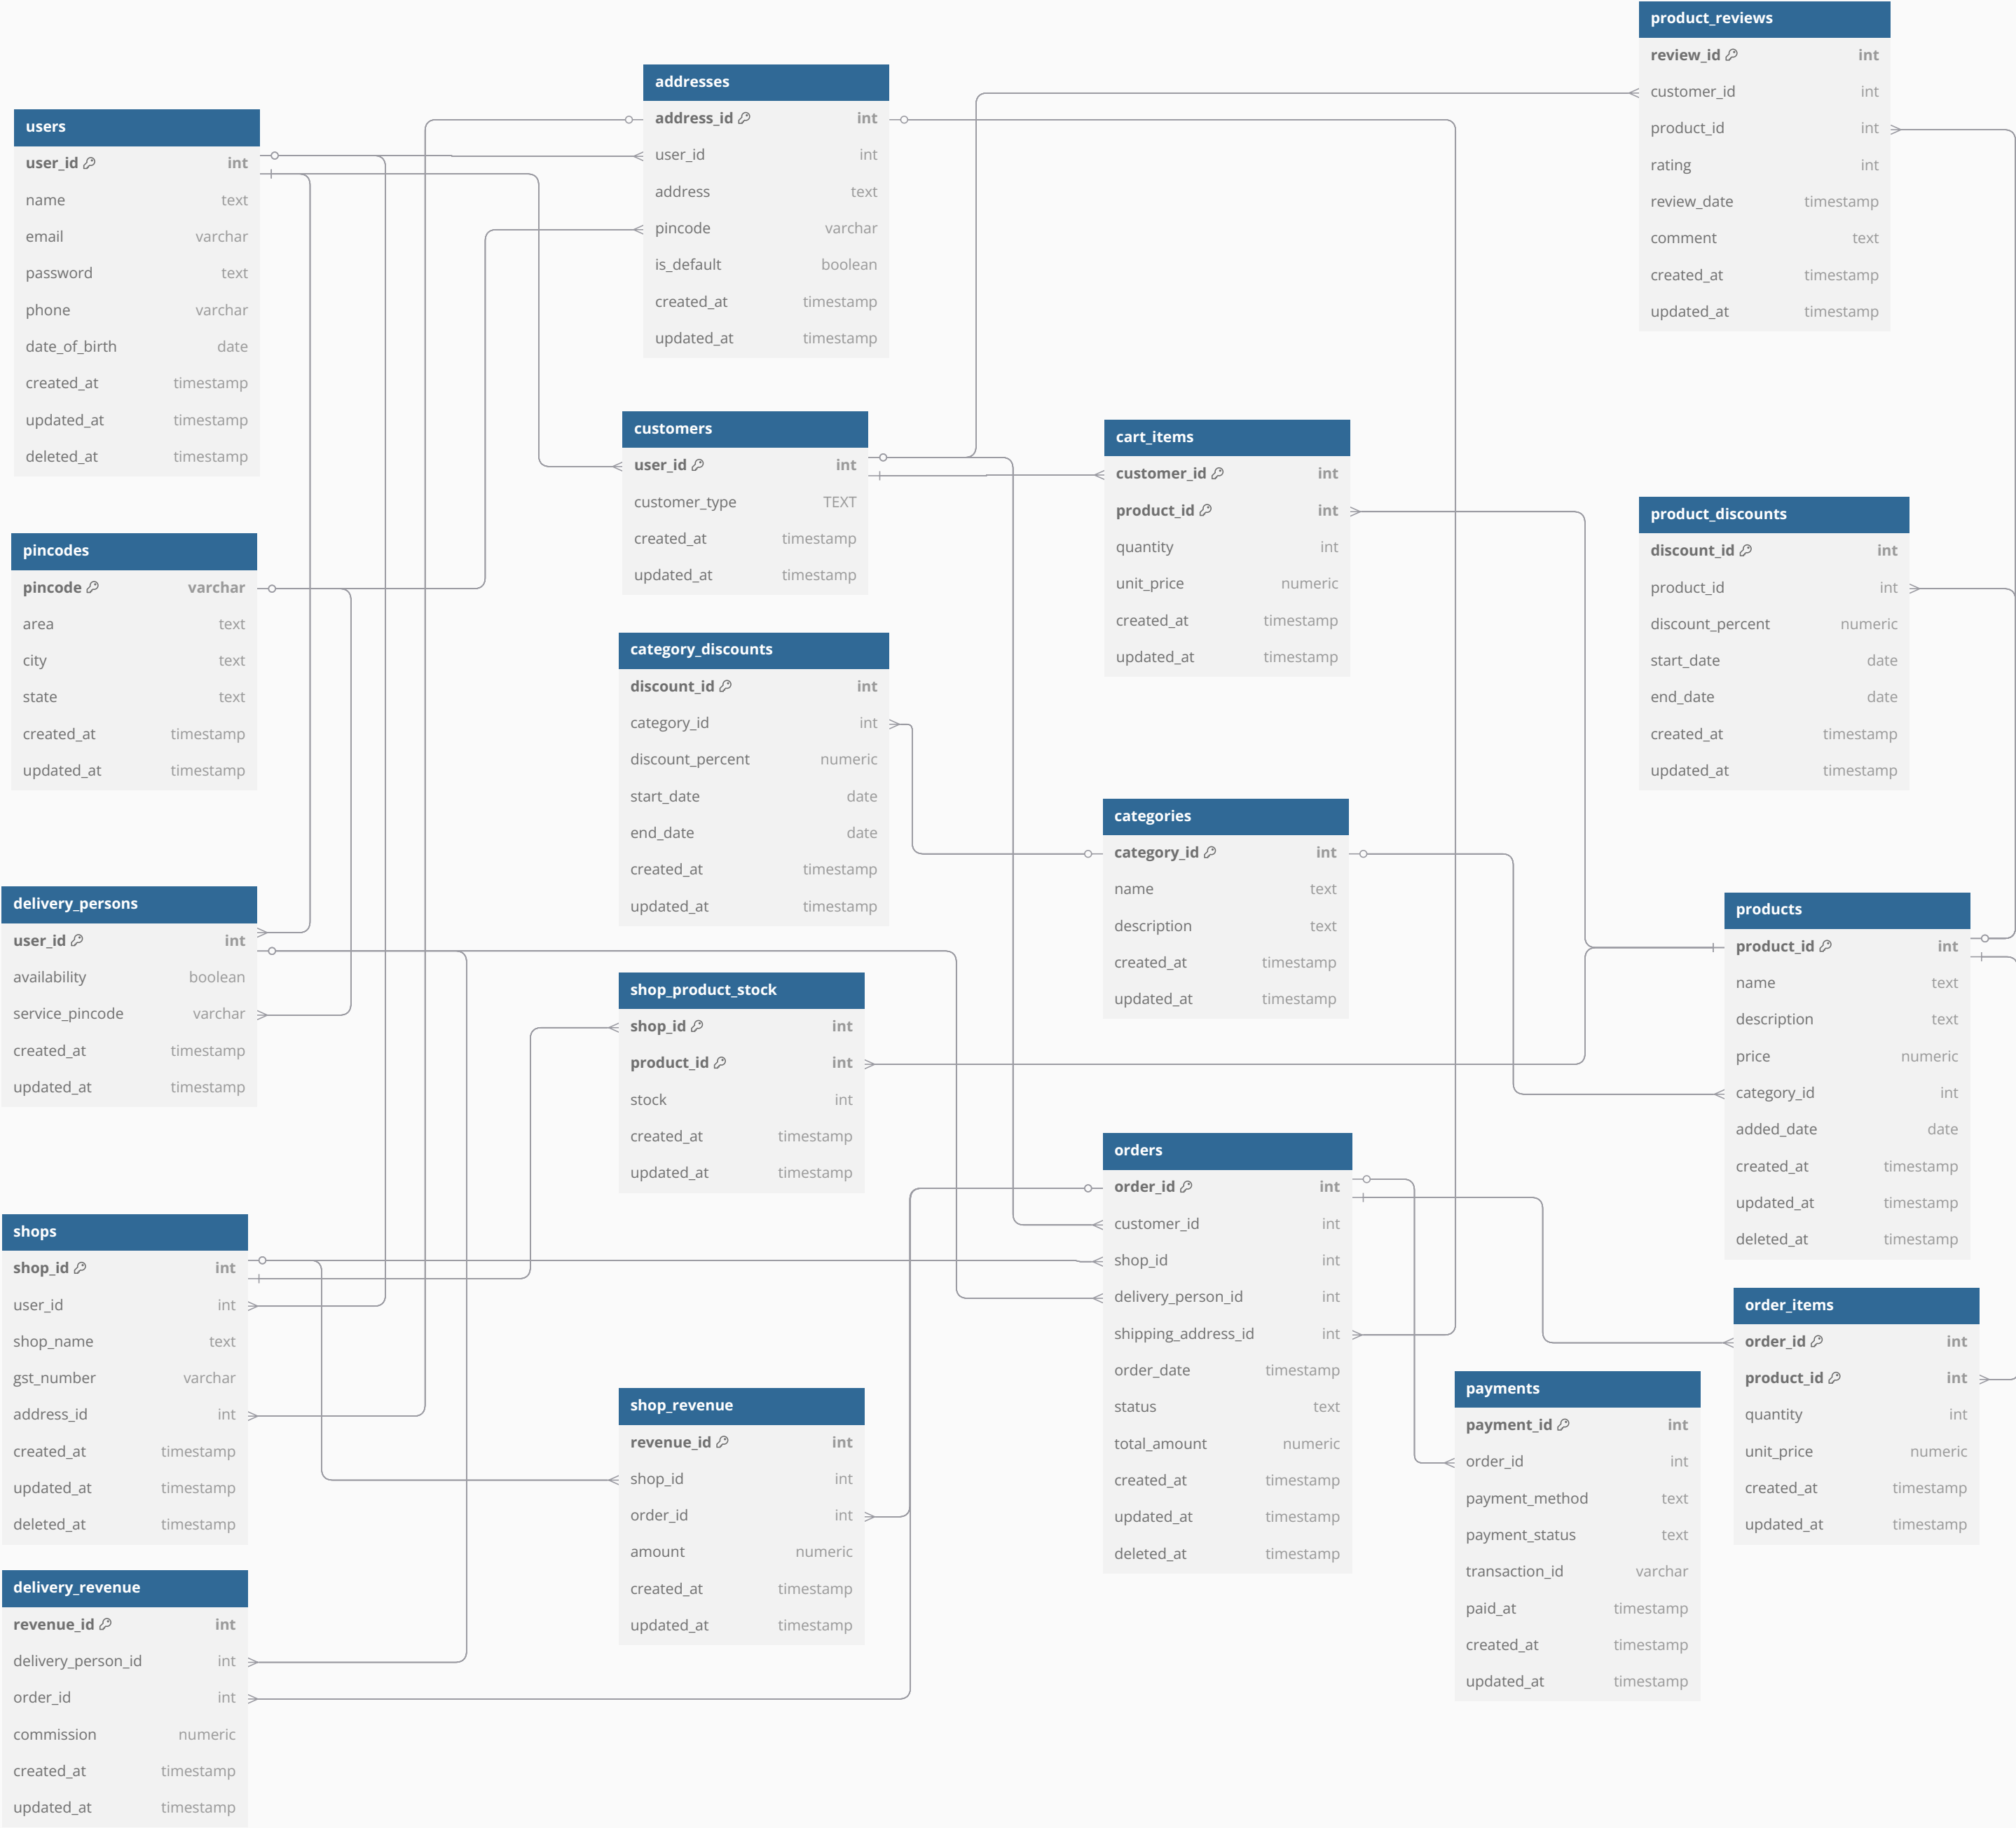 users
user_id int
name text
email varchar
password text
phone varchar
date_of_birth date
created_at timestamp
updated_at timestamp
deleted_at timestamp
pincodes
pincode varchar
area text
city text
state text
created_at timestamp
updated_at timestamp
delivery_persons
user_id int
availability boolean
service_pincode varchar
created_at timestamp
updated_at timestamp
shops
shop_id int
user_id int
shop_name text
gst_number varchar
address_id int
created_at timestamp
updated_at timestamp
deleted_at timestamp
delivery_revenue
revenue_id int
delivery_person_id int
order_id int
commission numeric
created_at timestamp
updated_at timestamp
addresses
address_id int
user_id int
address text
pincode varchar
is_default boolean
created_at timestamp
updated_at timestamp
customers
user_id int
customer_type TEXT
created_at timestamp
updated_at timestamp
category_discounts
discount_id int
category_id int
discount_percent numeric
start_date date
end_date date
created_at timestamp
updated_at timestamp
shop_product_stock
shop_id int
product_id int
stock int
created_at timestamp
updated_at timestamp
shop_revenue
revenue_id int
shop_id int
order_id int
amount numeric
created_at timestamp
updated_at timestamp
cart_items
customer_id int
product_id int
quantity int
unit_price numeric
created_at timestamp
updated_at timestamp
categories
category_id int
name text
description text
created_at timestamp
updated_at timestamp
orders
order_id int
customer_id int
shop_id int
delivery_person_id int
shipping_address_id int
order_date timestamp
status text
total_amount numeric
created_at timestamp
updated_at timestamp
deleted_at timestamp
payments
payment_id int
order_id int
payment_method text
payment_status text
transaction_id varchar
paid_at timestamp
created_at timestamp
updated_at timestamp
product_reviews
review_id int
customer_id int
product_id int
rating int
review_date timestamp
comment text
created_at timestamp
updated_at timestamp
product_discounts
discount_id int
product_id int
discount_percent numeric
start_date date
end_date date
created_at timestamp
updated_at timestamp
products
product_id int
name text
description text
price numeric
category_id int
added_date date
created_at timestamp
updated_at timestamp
deleted_at timestamp
order_items
order_id int
product_id int
quantity int
unit_price numeric
created_at timestamp
updated_at timestamp